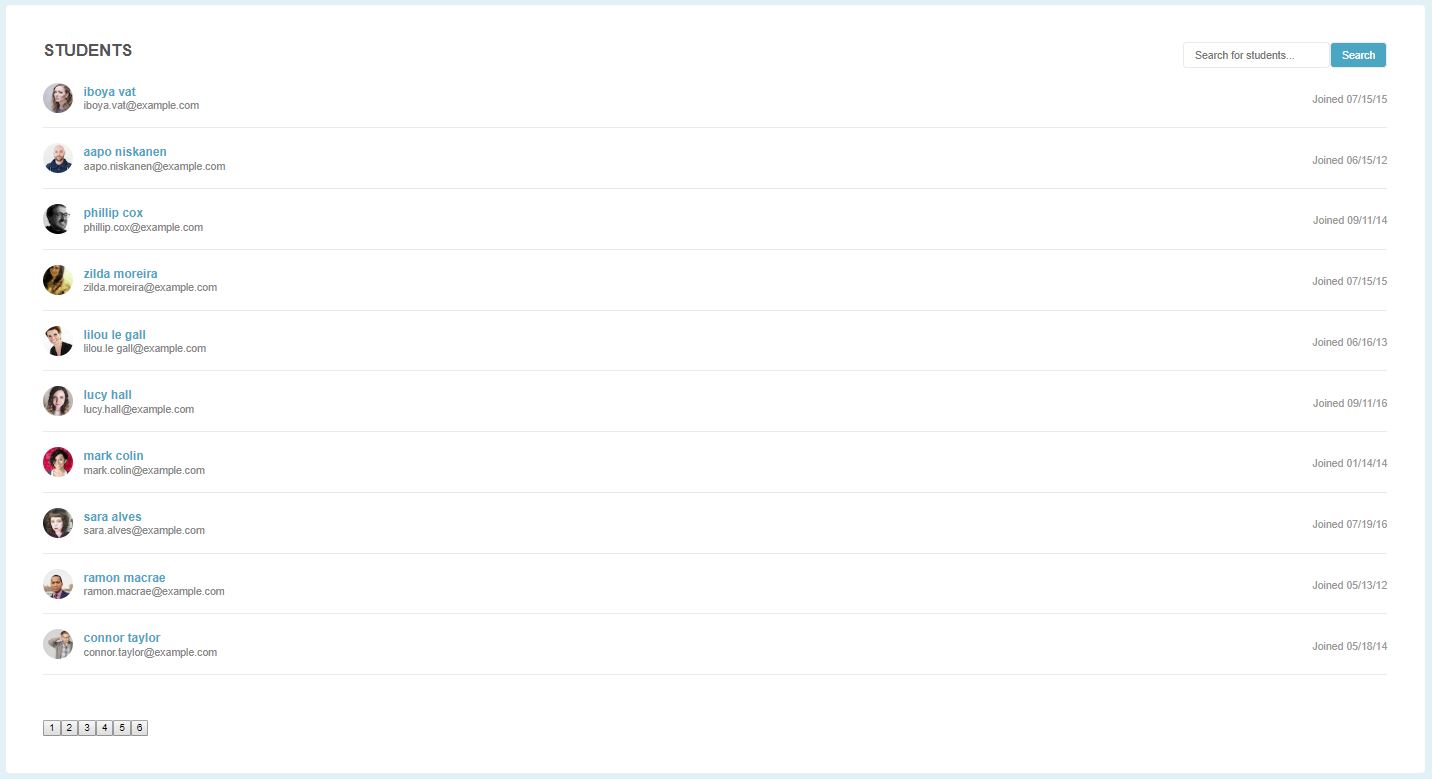 STUDENTS
Search for students...
Search
iboya vat
iboya.vat@example.com
Joined 07/15/15
aapo niskanen
aapo.niskanen@example.com
Joined 06/15/12
phillip cox
phillip.cox@example.com
Joined 09/11/14
zilda moreira
zilda.moreira@example.com
Joined 07/15/15
lilou le gall
lilou.le gall@example.com
Joined 06/16/13
lucy hall
lucy.hall@example.com
Joined 09/11/16
mark colin
mark.colin@example.com
Joined 01/14/14
sara alves
sara.alves@example.com
Joined 07/19/16
ramon macrae
ramon.macrae@example.com
Joined 05/13/12
connor taylor
connor.taylor@example.com
Joined 05/18/14
1 2 3 4 5 6